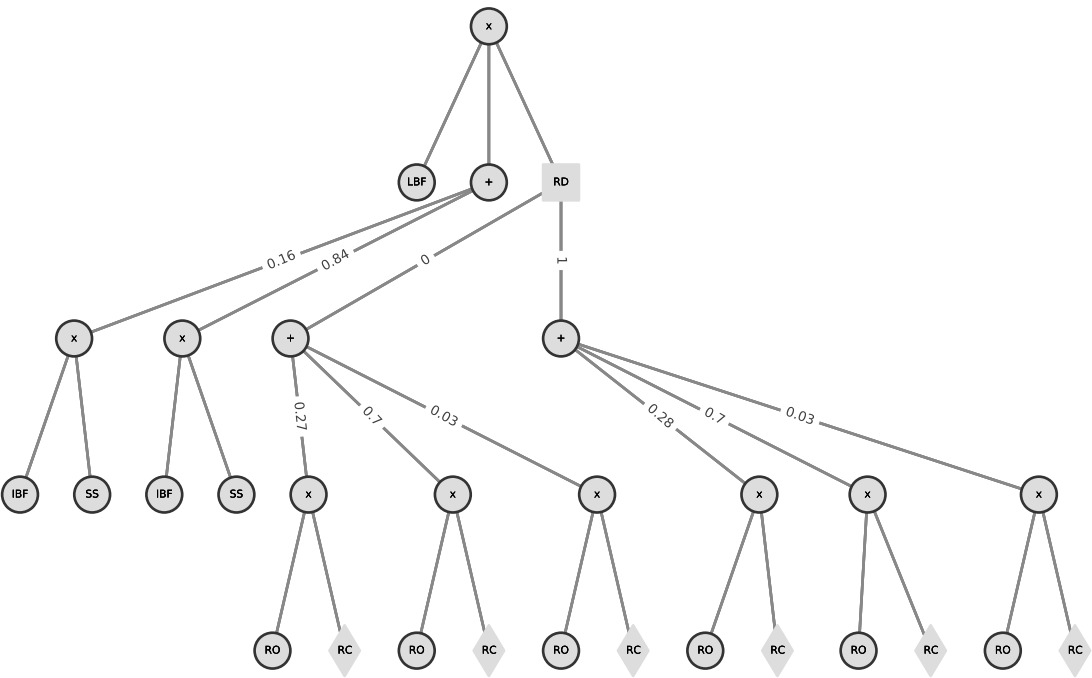 x
LBF + RD
0.16 0.84 0 1
x x + +
0.27 0.7 0.03 0.28 0.7 0.03
IBF SS IBF SS x x x x x x
RO RC RO RC RO RC RO RC RO RC RO RC